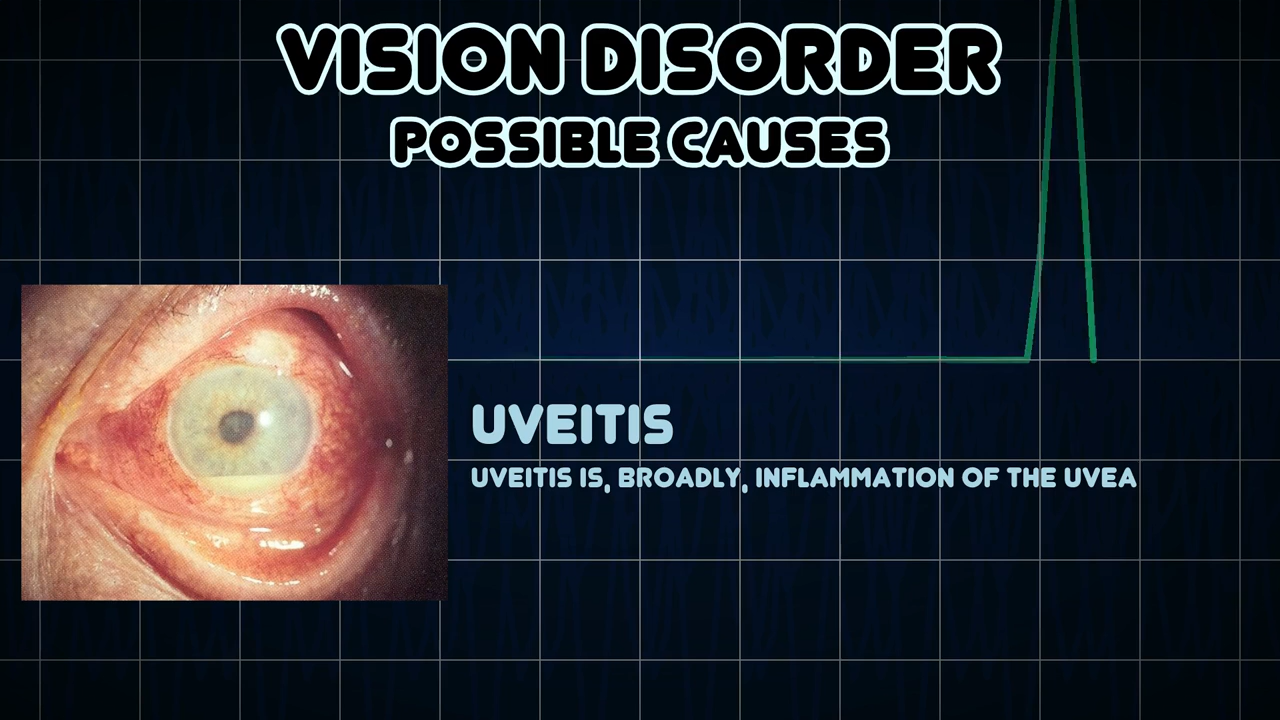 VISION DISORDER
POSSIBLE CAUSES
UVEITIS
UVEITIS IS, BROADLY, INFLAMMATION OF THE UVEA